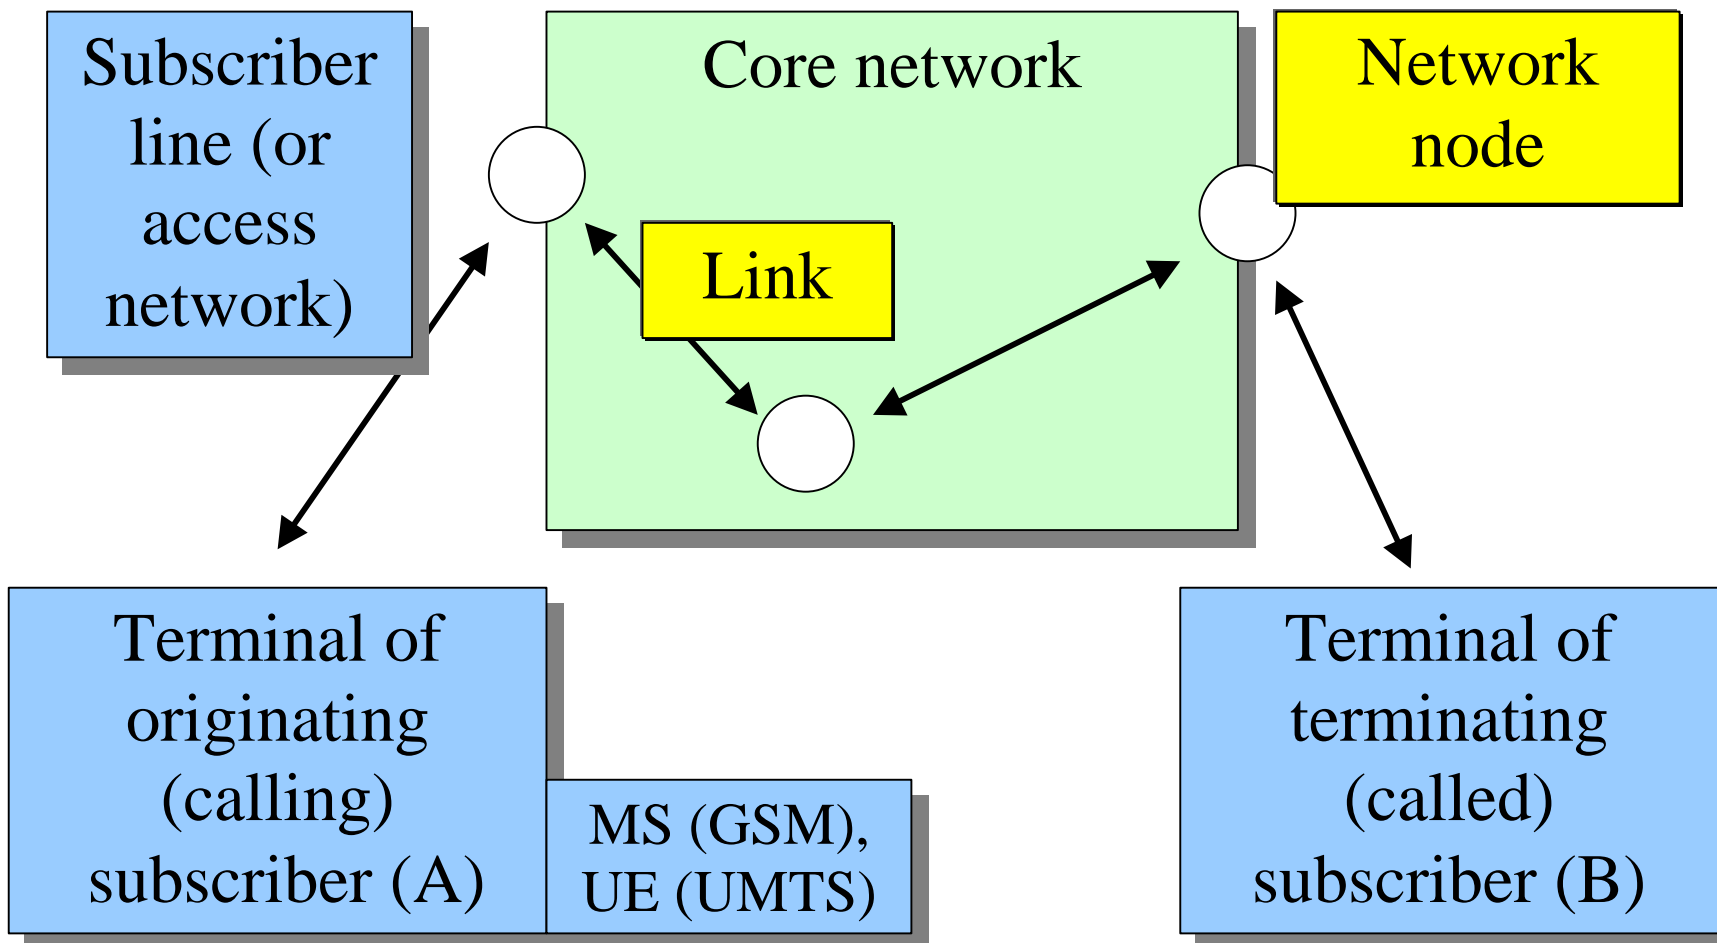 Subscriber
line (or
access
network)
Core network
Network
node
Link
Terminal of
originating
(calling)
subscriber (A)
MS (GSM),
UE (UMTS)
Terminal of
terminating
(called)
subscriber (B)